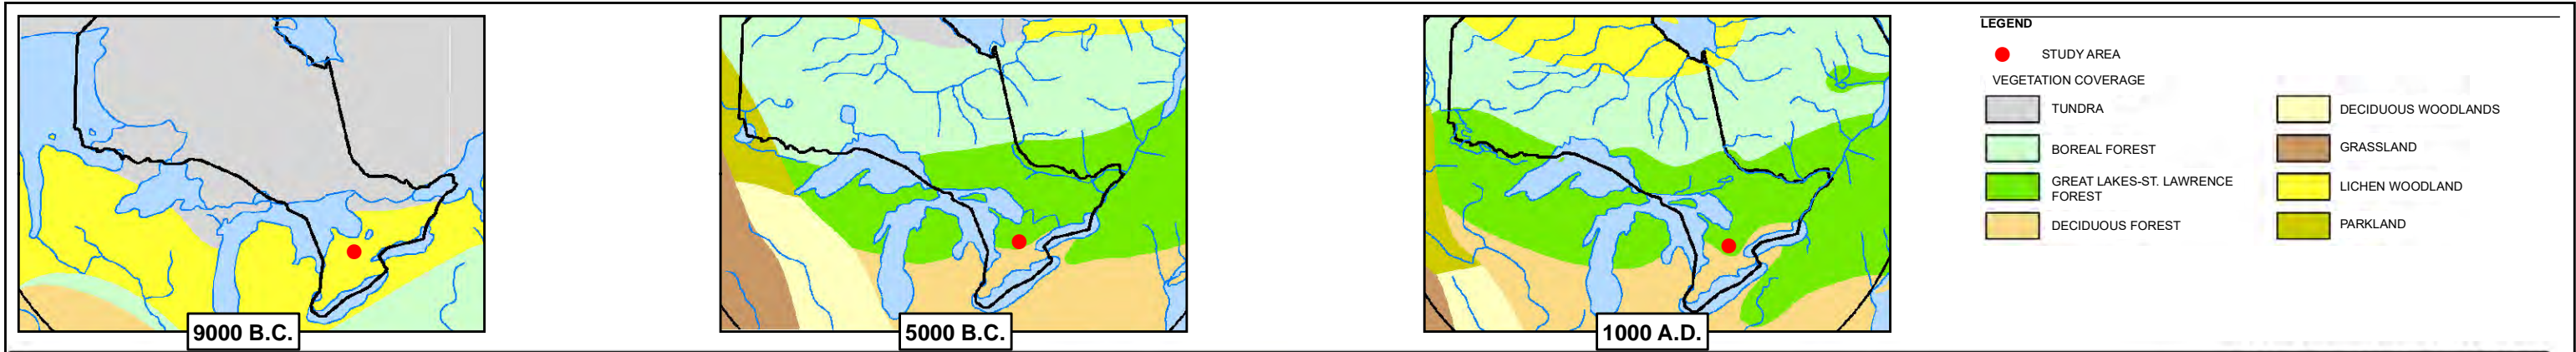 9000 B.C.
5000 B.C.
1000 A.D.
LEGEND
STUDY AREA
VEGETATION COVERAGE
TUNDRA
BOREAL FOREST
GREAT LAKES-ST. LAWRENCE
FOREST
DECIDUOUS FOREST
DECIDUOUS WOODLANDS
GRASSLAND
LICHEN WOODLAND
PARKLAND